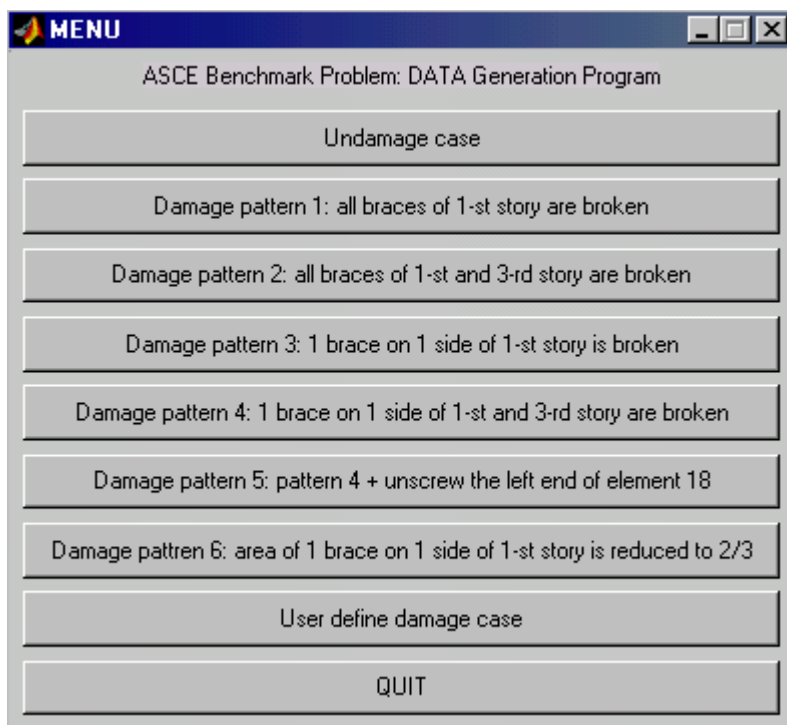 MENU
ASCE Benchmark Problem: DATA Generation Program
Undamage case
Damage pattern 1: all braces of 1-st story are broken
Damage pattern 2: all braces of 1-st and 3-rd story are broken
Damage pattern 3: 1 brace on 1 side of 1-st story is broken
Damage pattern 4: 1 brace on 1 side of 1-st and 3-rd story are broken
Damage pattern 5: pattern 4 + unscrew the left end of element 18
Damage pattren 6: area of 1 brace on 1 side of 1-st story is reduced to 2/3
User define damage case
QUIT